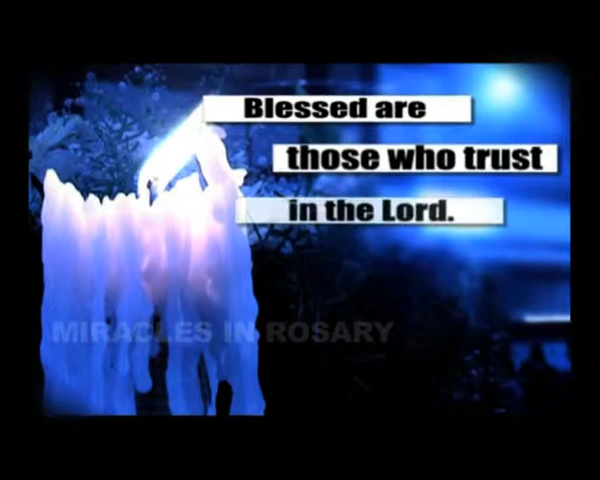 Blessed are
those who trust
in the Lord.
MIRACLES IN ROSARY